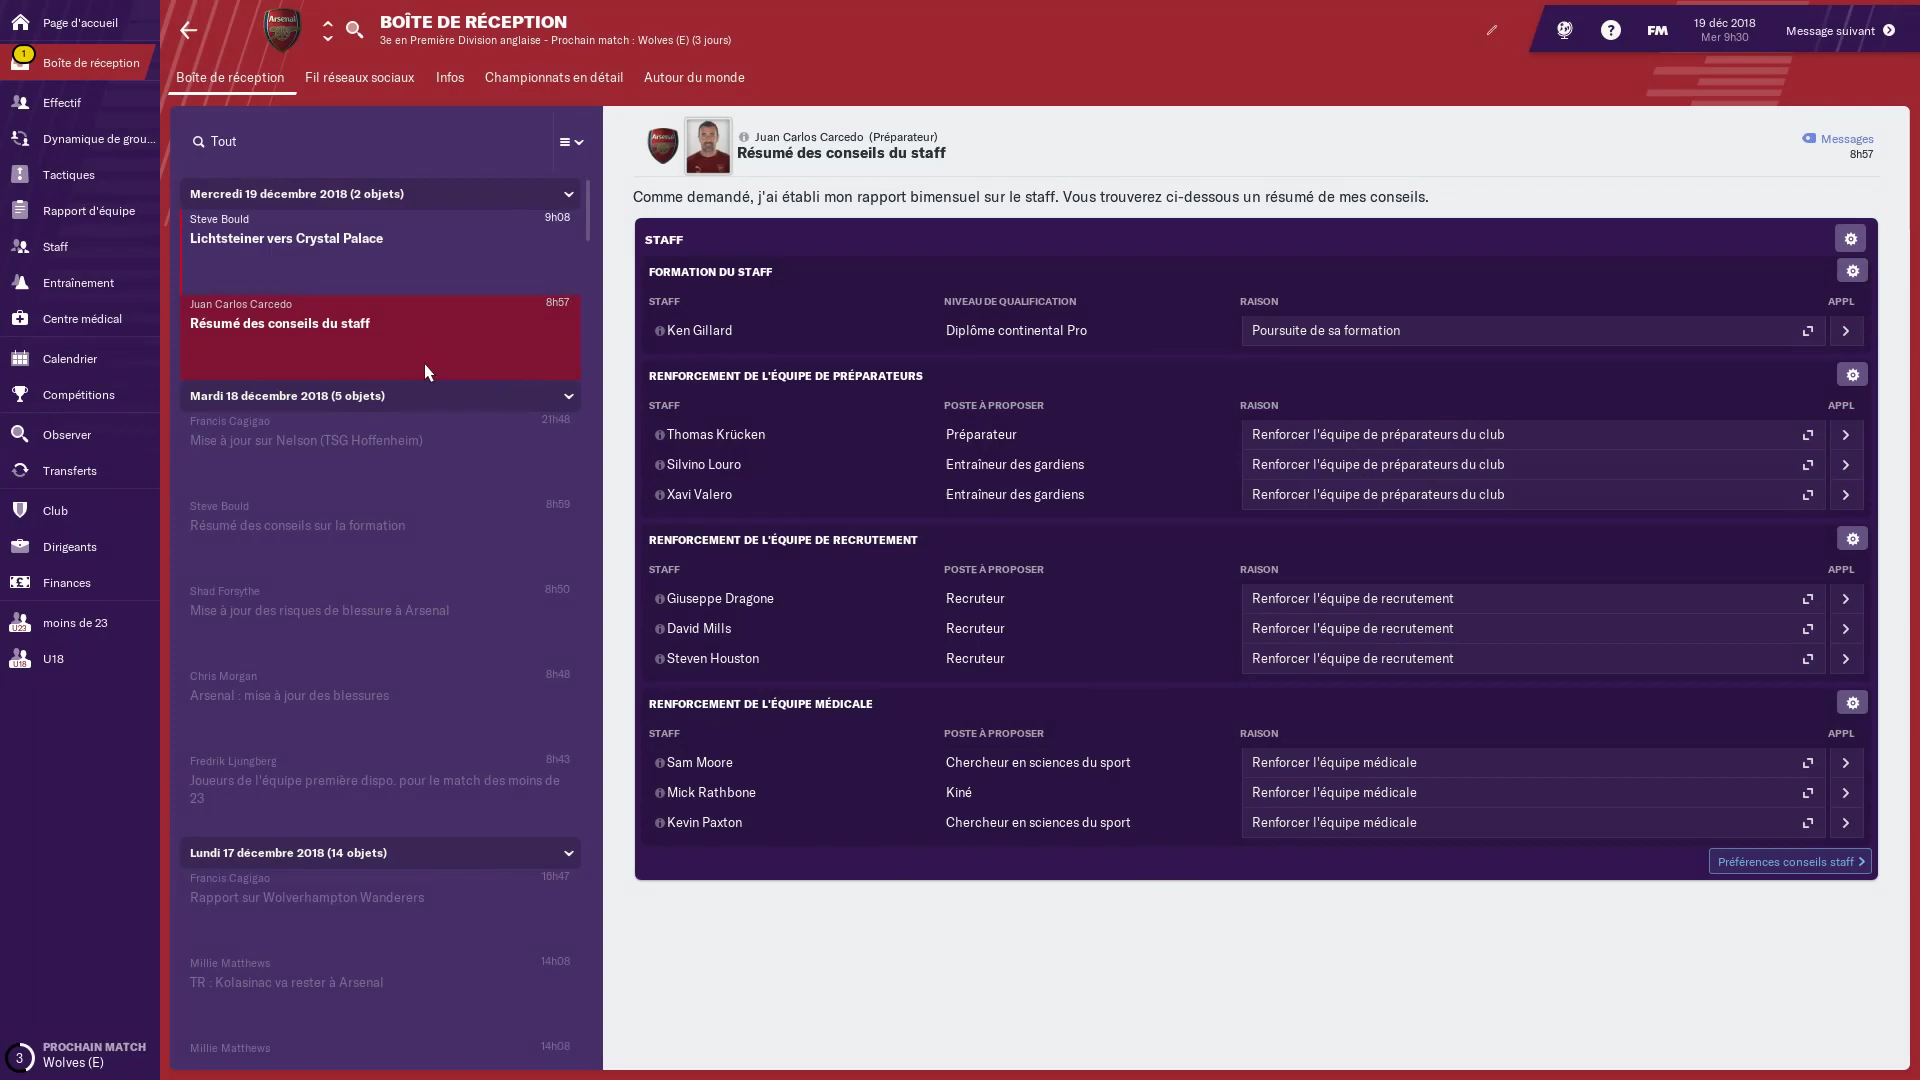 Page d'accueil
1
Boîte de réception
Effectif
Dynamique de grou...
Tactiques
Rapport d'équipe
Staff
Entraînement
Centre médical
Calendrier
Compétitions
Observer
Transferts
Club
Dirigeants
Finances
U23
moins de 23
U18
U18
3
PROCHAIN MATCH
Wolves (E)
Arsenal
BOÎTE DE RÉCEPTION
3e en Première Division anglaise - Prochain match : Wolves (E) (3 jours)
?
FM
19 déc 2018
Mer 9h30
Message suivant
Boîte de réception
Fil réseaux sociaux
Infos
Championnats en détail
Autour du monde
Tout
Mercredi 19 décembre 2018 (2 objets)
Steve Bould 9h08
Lichtsteiner vers Crystal Palace
Juan Carlos Carcedo 8h57
Résumé des conseils du staff
Mardi 18 décembre 2018 (5 objets)
Francis Cagigao 21h48
Mise à jour sur Nelson (TSG Hoffenheim)
Steve Bould 8h59
Résumé des conseils sur la formation
Shad Forsythe 8h50
Mise à jour des risques de blessure à Arsenal
Chris Morgan 8h48
Arsenal : mise à jour des blessures
Fredrik Ljungberg 8h43
Joueurs de l'équipe première dispo. pour le match des moins de
23
Lundi 17 décembre 2018 (14 objets)
Francis Cagigao 16h47
Rapport sur Wolverhampton Wanderers
Millie Matthews 14h08
TR : Kolasinac va rester à Arsenal
Millie Matthews 14h08
Arsenal
Juan Carlos Carcedo (Préparateur)
Résumé des conseils du staff
Messages
8h57
Comme demandé, j'ai établi mon rapport bimensuel sur le staff. Vous trouverez ci-dessous un résumé de mes conseils.
STAFF
FORMATION DU STAFF
STAFF NIVEAU DE QUALIFICATION RAISON APPL
Ken Gillard Diplôme continental Pro Poursuite de sa formation
RENFORCEMENT DE L'ÉQUIPE DE PRÉPARATEURS
STAFF POSTE À PROPOSER RAISON APPL
Thomas Krücken Préparateur Renforcer l'équipe de préparateurs du club
Silvino Louro Entraîneur des gardiens Renforcer l'équipe de préparateurs du club
Xavi Valero Entraîneur des gardiens Renforcer l'équipe de préparateurs du club
RENFORCEMENT DE L'ÉQUIPE DE RECRUTEMENT
STAFF POSTE À PROPOSER RAISON APPL
Giuseppe Dragone Recruteur Renforcer l'équipe de recrutement
David Mills Recruteur Renforcer l'équipe de recrutement
Steven Houston Recruteur Renforcer l'équipe de recrutement
RENFORCEMENT DE L'ÉQUIPE MÉDICALE
STAFF POSTE À PROPOSER RAISON APPL
Sam Moore Chercheur en sciences du sport Renforcer l'équipe médicale
Mick Rathbone Kiné Renforcer l'équipe médicale
Kevin Paxton Chercheur en sciences du sport Renforcer l'équipe médicale
Préférences conseils staff